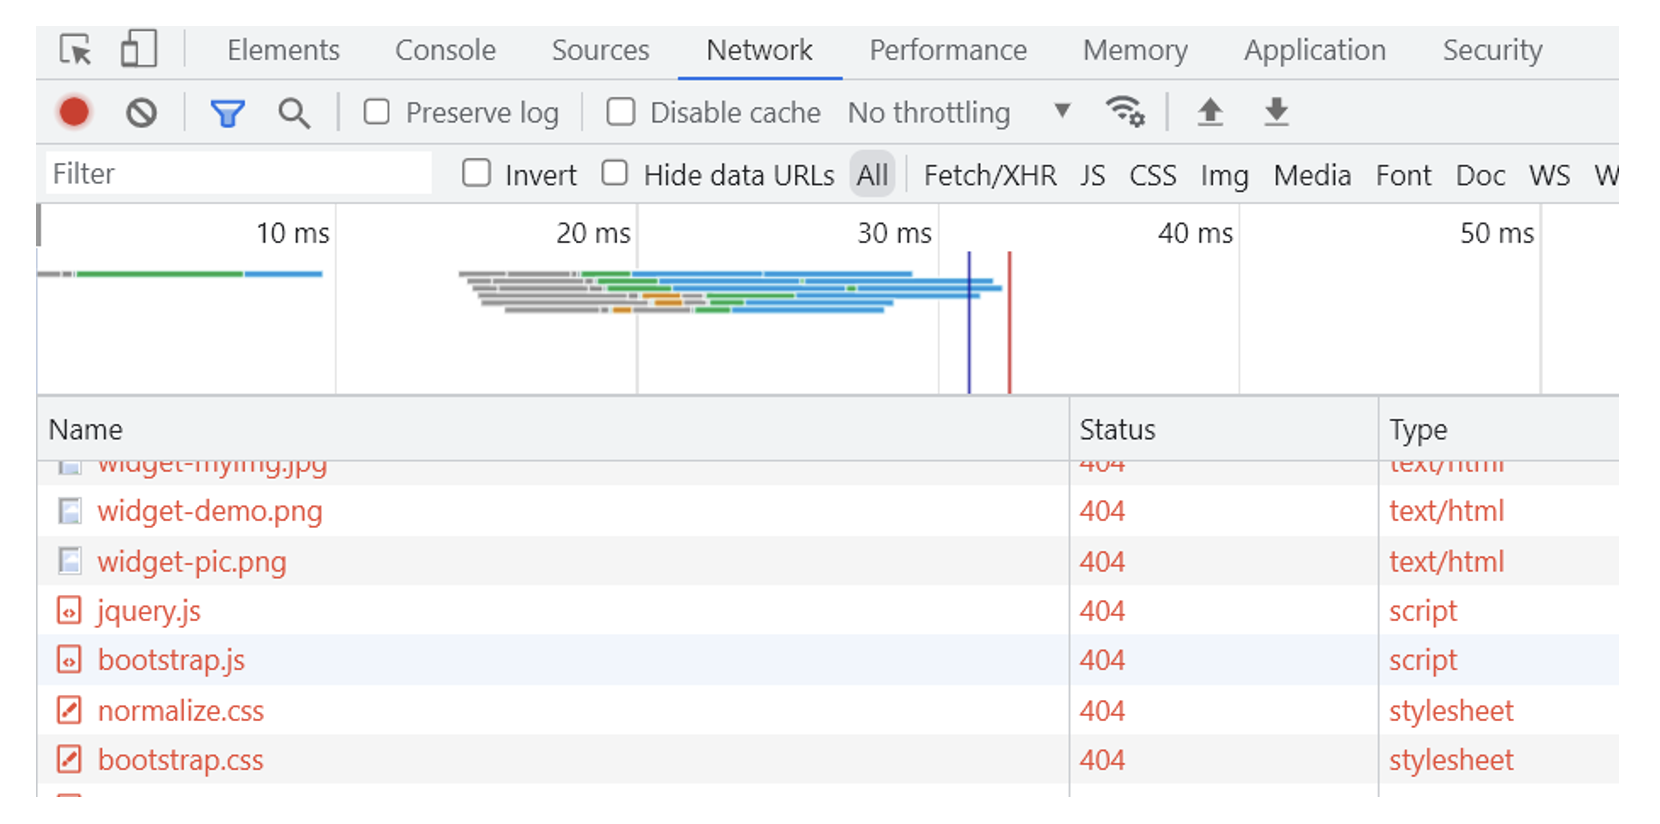 Elements Console Sources Network Performance Memory Application Security
Preserve log Disable cache No throttling
Filter Invert Hide data URLs All Fetch/XHR JS CSS Img Media Font Doc WS W
10 ms 20 ms 30 ms 40 ms 50 ms
Name Status Type
widget-myimg.jpg 404 text/html
widget-demo.png 404 text/html
widget-pic.png 404 text/html
jquery.js 404 script
bootstrap.js 404 script
normalize.css 404 stylesheet
bootstrap.css 404 stylesheet